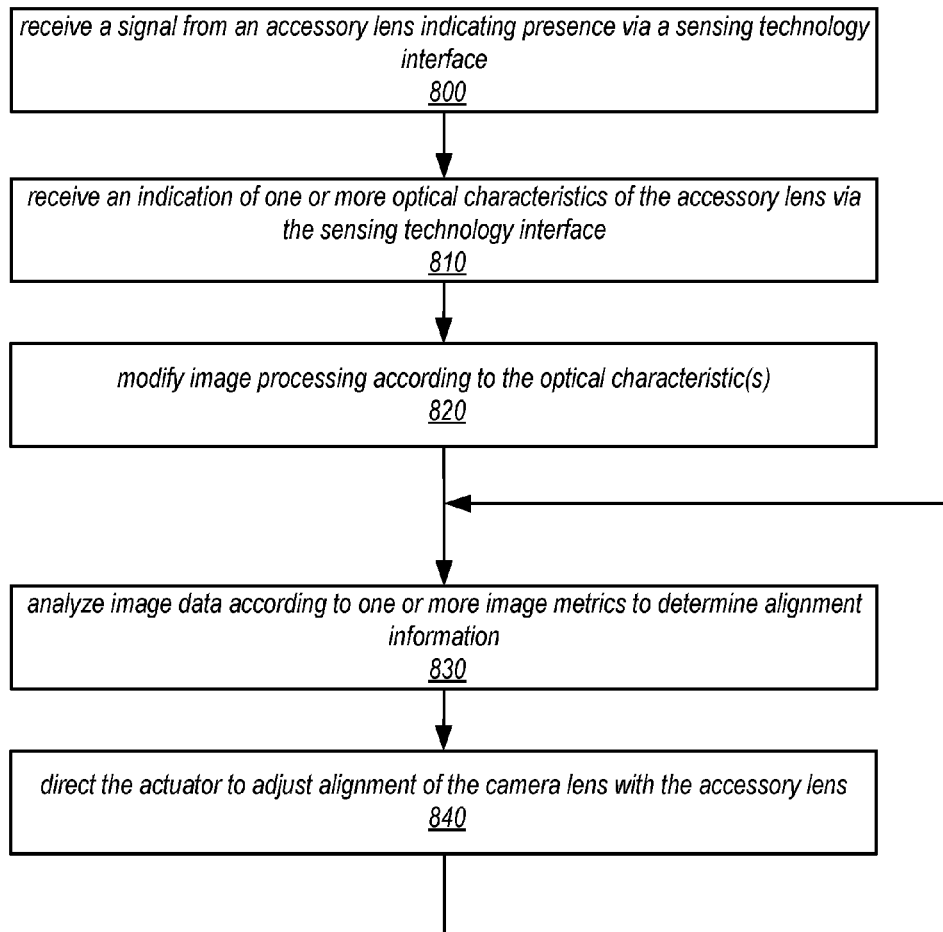 receive a signal from an accessory lens indicating presence via a sensing technology
interface
800
receive an indication of one or more optical characteristics of the accessory lens via
the sensing technology interface
810
modify image processing according to the optical characteristic(s)
820
analyze image data according to one or more image metrics to determine alignment
information
830
direct the actuator to adjust alignment of the camera lens with the accessory lens
840